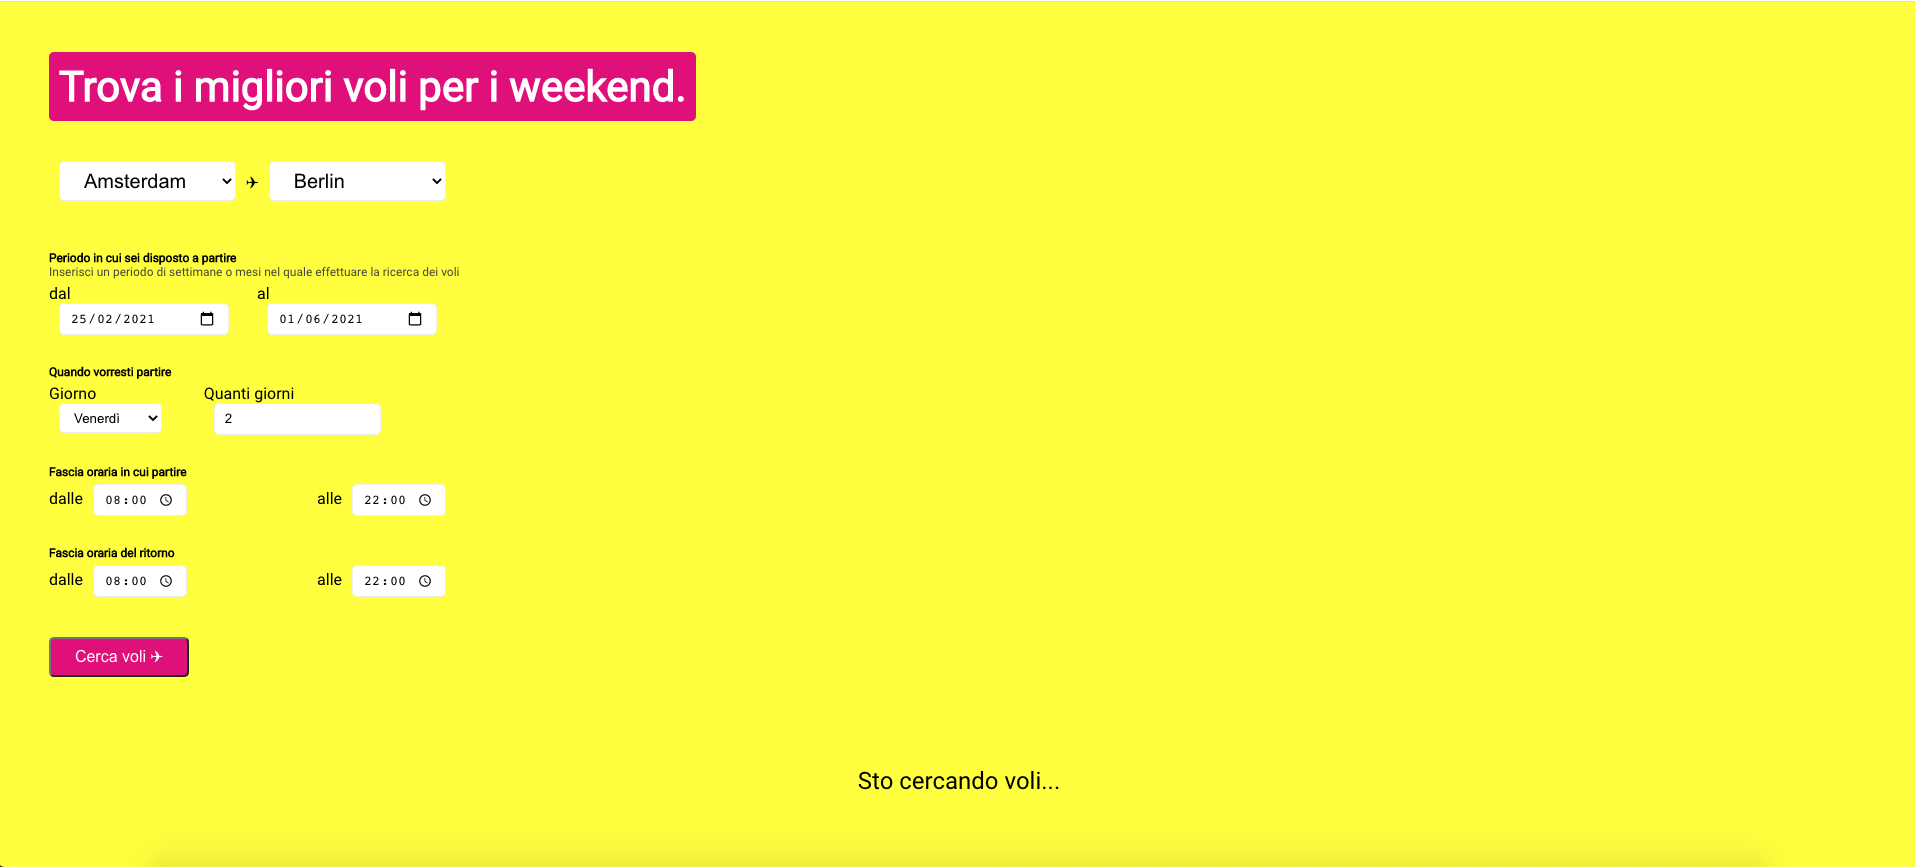 Trova i migliori voli per i weekend.
Amsterdam ✈ Berlin
Periodo in cui sei disposto a partire
Inserisci un periodo di settimane o mesi nel quale effettuare la ricerca dei voli
dal al
25/02/2021 01/06/2021
Quando vorresti partire
Giorno Quanti giorni
Venerdì 2
Fascia oraria in cui partire
dalle 08:00 alle 22:00
Fascia oraria del ritorno
dalle 08:00 alle 22:00
Cerca voli ✈
Sto cercando voli...